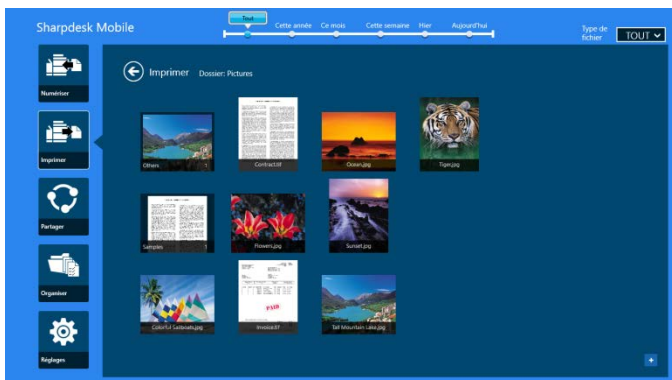 Sharpdesk Mobile
Tout
Cette année
Ce mois
Cette semaine
Hier
Aujourd'hui
Type de fichier
TOUT
Numériser
Imprimer
Partager
Organiser
Réglages
Imprimer
Dossier: Pictures
Others
Contract.tif
Ocean.jpg
Tiger.jpg
Samples
Flowers.jpg
Sunset.jpg
Colorful Sailboats.jpg
Invoice.tif
PAID
Tall Mountain Lake.jpg